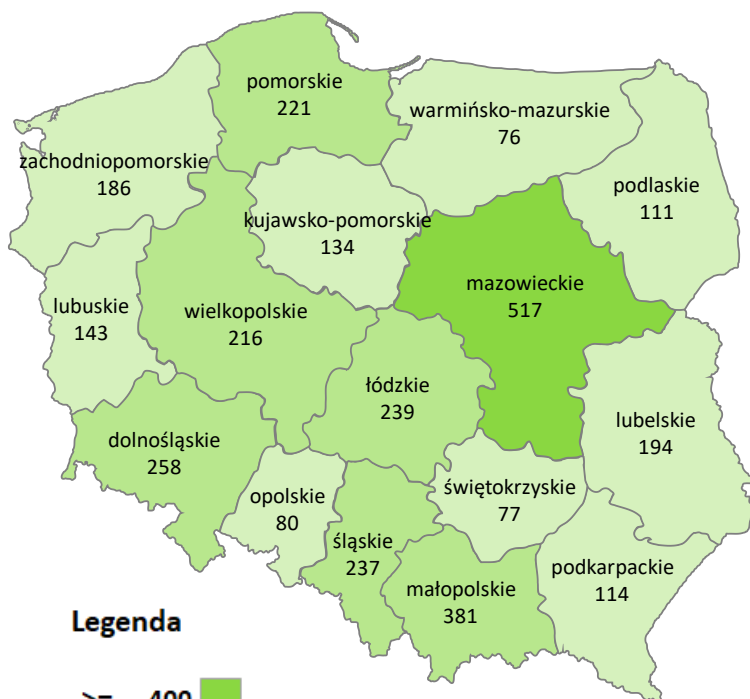 pomorskie
221
warmińsko-mazurskie
76
zachodniopomorskie
186
podlaskie
111
kujawsko-pomorskie
134
mazowieckie
517
lubuskie
143
wielkopolskie
216
łódzkie
239
lubelskie
194
dolnośląskie
258
opolskie
80
świętokrzyskie
77
śląskie
237
małopolskie
381
podkarpackie
114
Legenda
>= 400